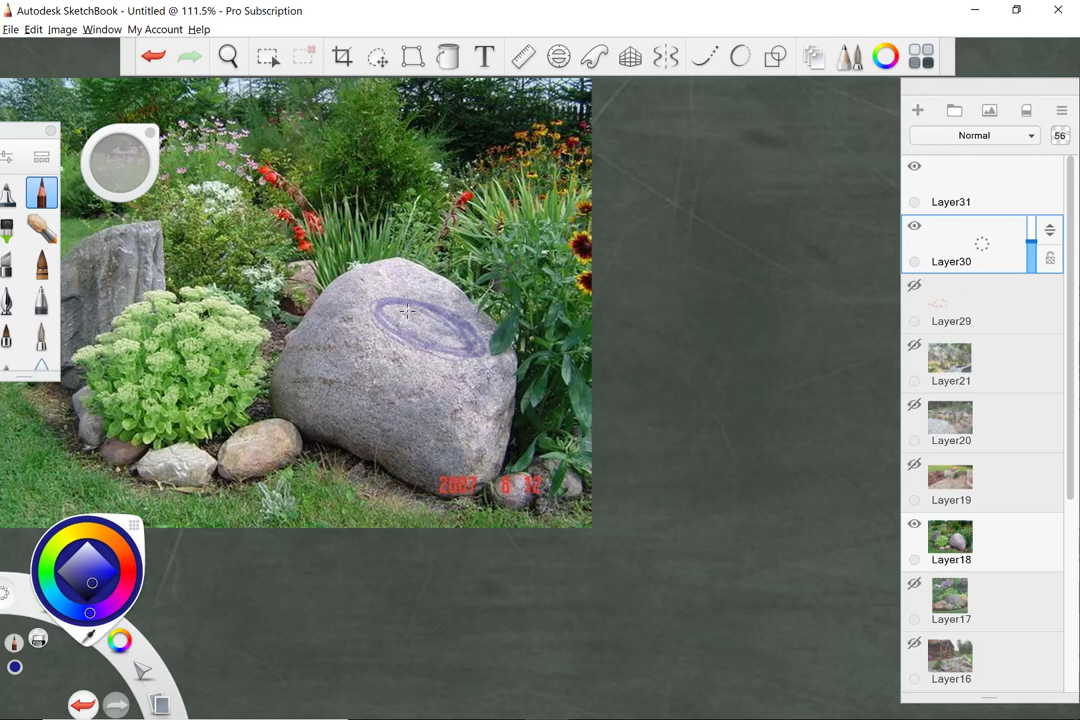 Autodesk SketchBook - Untitled @ 111.5% - Pro Subscription
File Edit Image Window My Account Help
T
Normal
56
Layer31
Layer30
Layer29
Layer21
Layer20
Layer19
Layer18
Layer17
Layer16
2007 8 12